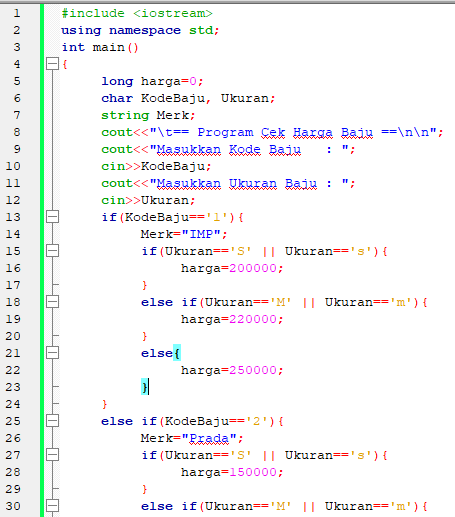 1 #include <iostream>
2 using namespace std;
3 int main()
4 {
5 long harga=0;
6 char KodeBaju, Ukuran;
7 string Merk;
8 cout<<"\t== Program Cek Harga Baju ==\n\n";
9 cout<<"Masukkan Kode Baju   : ";
10 cin>>KodeBaju;
11 cout<<"Masukkan Ukuran Baju : ";
12 cin>>Ukuran;
13 if(KodeBaju=='1'){
14 Merk="IMP";
15 if(Ukuran=='S' || Ukuran=='s'){
16 harga=200000;
17 }
18 else if(Ukuran=='M' || Ukuran=='m'){
19 harga=220000;
20 }
21 else{
22 harga=250000;
23 }
24 }
25 else if(KodeBaju=='2'){
26 Merk="Prada";
27 if(Ukuran=='S' || Ukuran=='s'){
28 harga=150000;
29 }
30 else if(Ukuran=='M' || Ukuran=='m'){